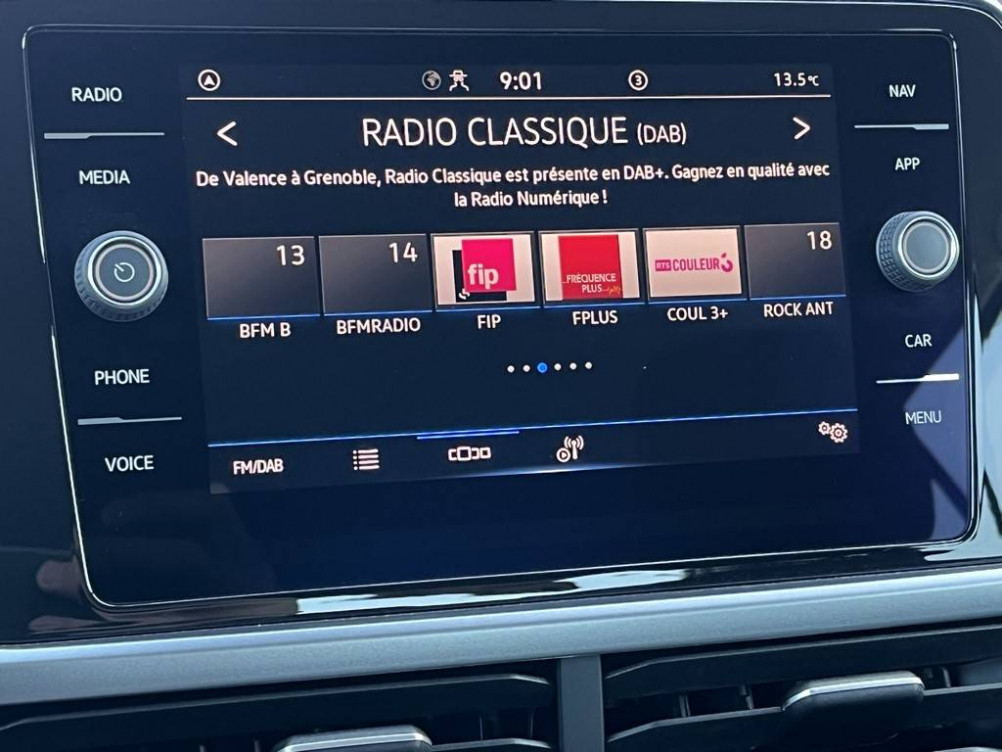 RADIO
MEDIA
PHONE
VOICE
9:01
3
13.5°C
< RADIO CLASSIQUE (DAB) >
De Valence à Grenoble, Radio Classique est présente en DAB+. Gagnez en qualité avec
la Radio Numérique !
13
14
fip
FRÉQUENCE
PLUS
RTS COULEUR3
18
BFM B
BFMRADIO
FIP
FPLUS
COUL 3+
ROCK ANT
FM/DAB
NAV
APP
CAR
MENU